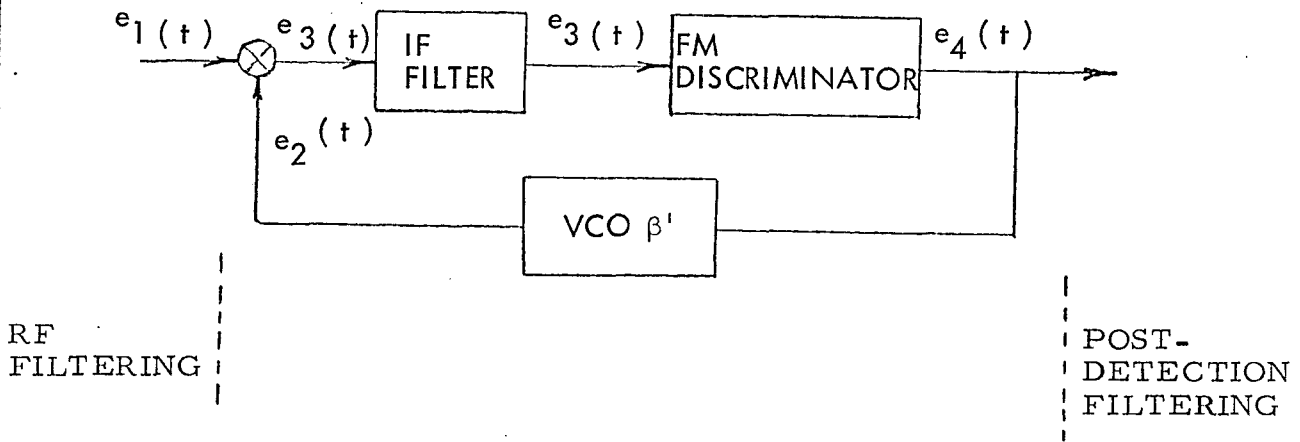 e1(t)
e3(t)
IF
FILTER
e3(t)
FM
DISCRIMINATOR
e4(t)
e2(t)
VCO β'
RF
FILTERING
POST-
DETECTION
FILTERING